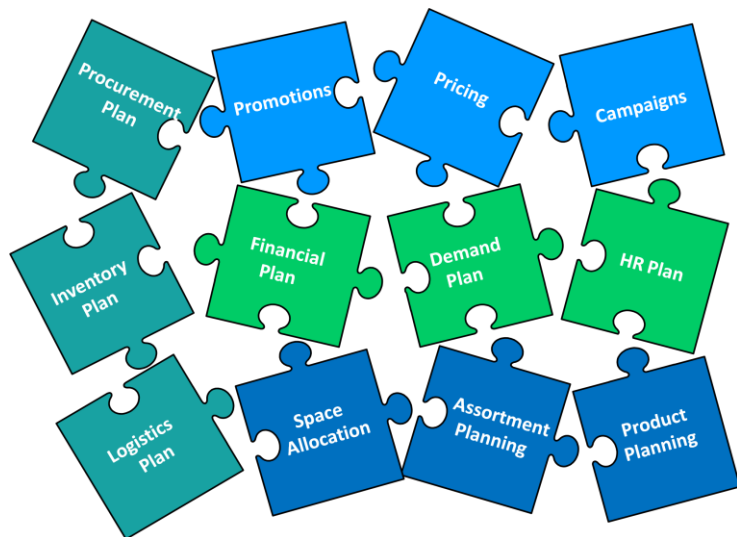 Procurement
Plan
Promotions
Pricing
Campaigns
Inventory
Plan
Financial
Plan
Demand
Plan
HR Plan
Logistics
Plan
Space
Allocation
Assortment
Planning
Product
Planning